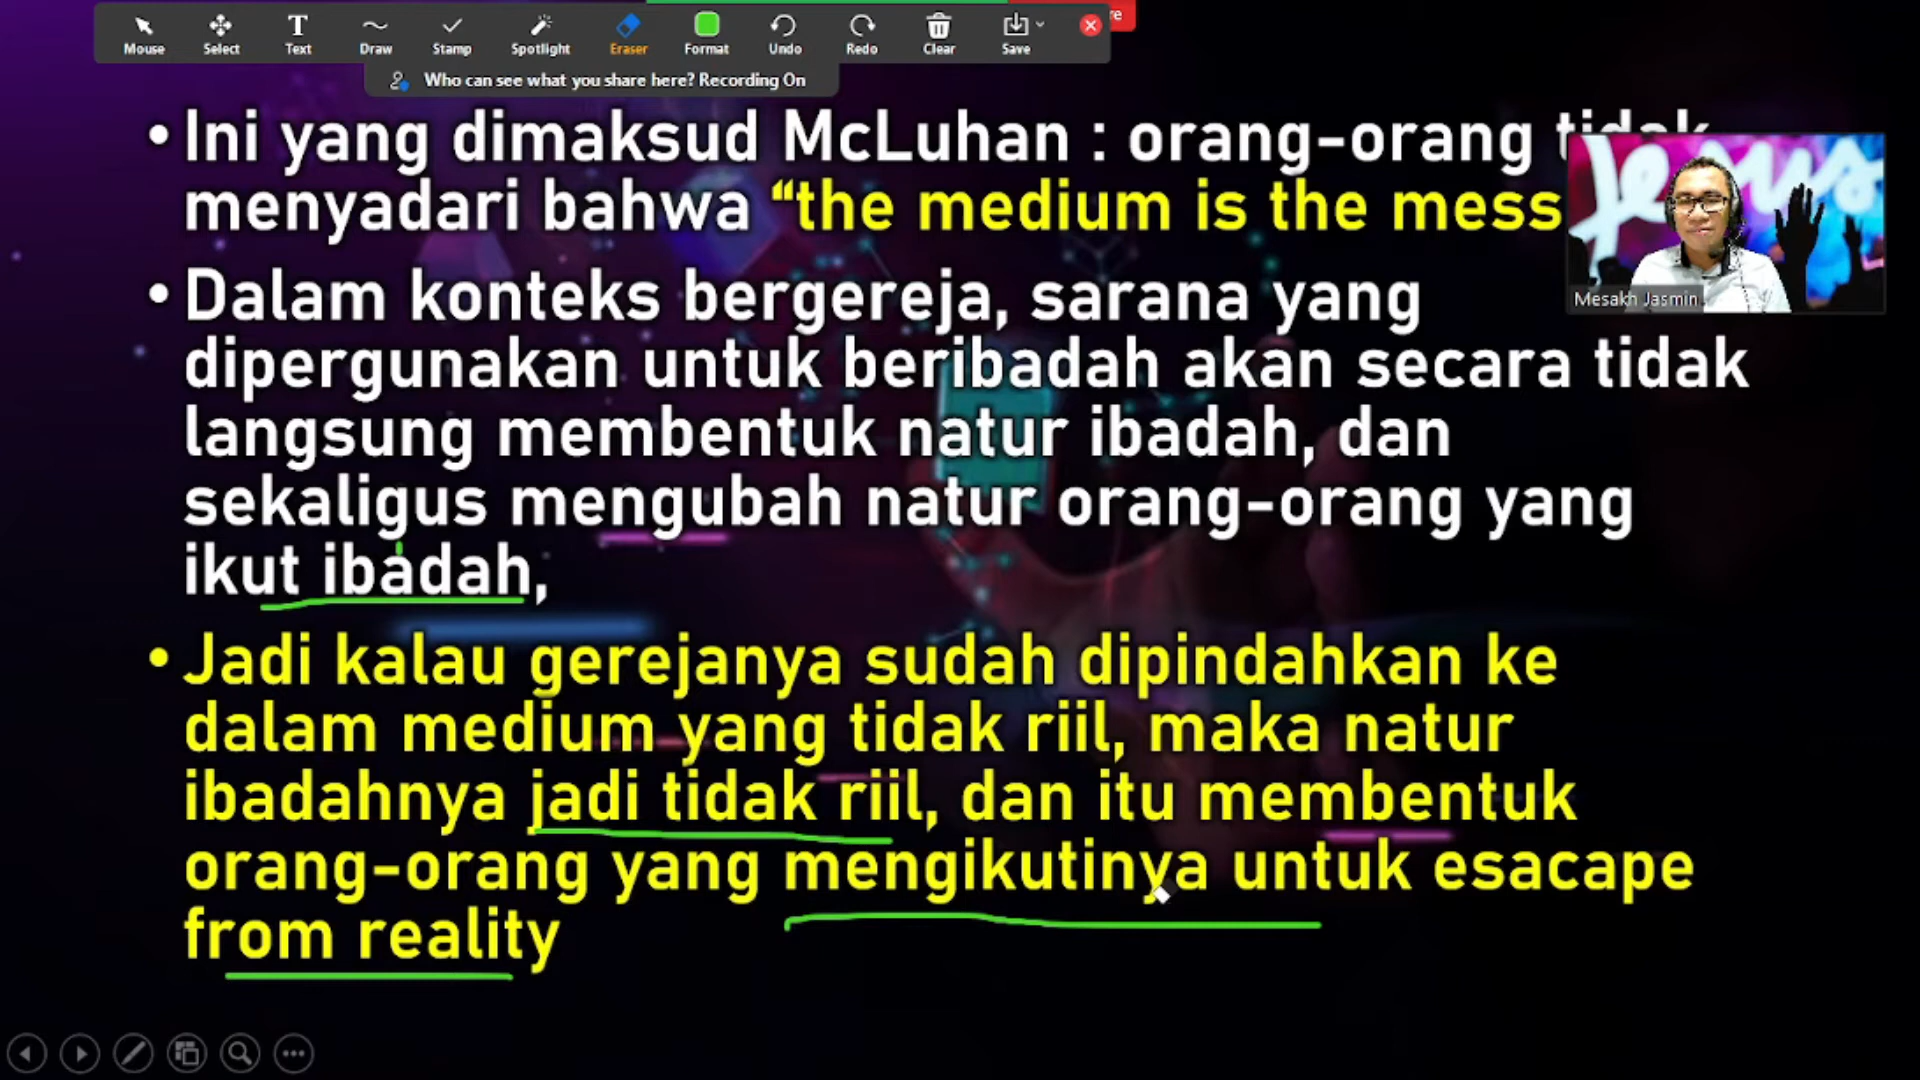 re
Mouse Select Text Draw Stamp Spotlight Eraser Format Undo Redo Clear Save
Who can see what you share here? Recording On
• Ini yang dimaksud McLuhan : orang-orang tidak
menyadari bahwa “the medium is the mess
Jesus
Mesakh Jasmin
• Dalam konteks bergereja, sarana yang
dipergunakan untuk beribadah akan secara tidak
langsung membentuk natur ibadah, dan
sekaligus mengubah natur orang-orang yang
ikut ibadah,
• Jadi kalau gerejanya sudah dipindahkan ke
dalam medium yang tidak riil, maka natur
ibadahnya jadi tidak riil, dan itu membentuk
orang-orang yang mengikutinya untuk esacape
from reality